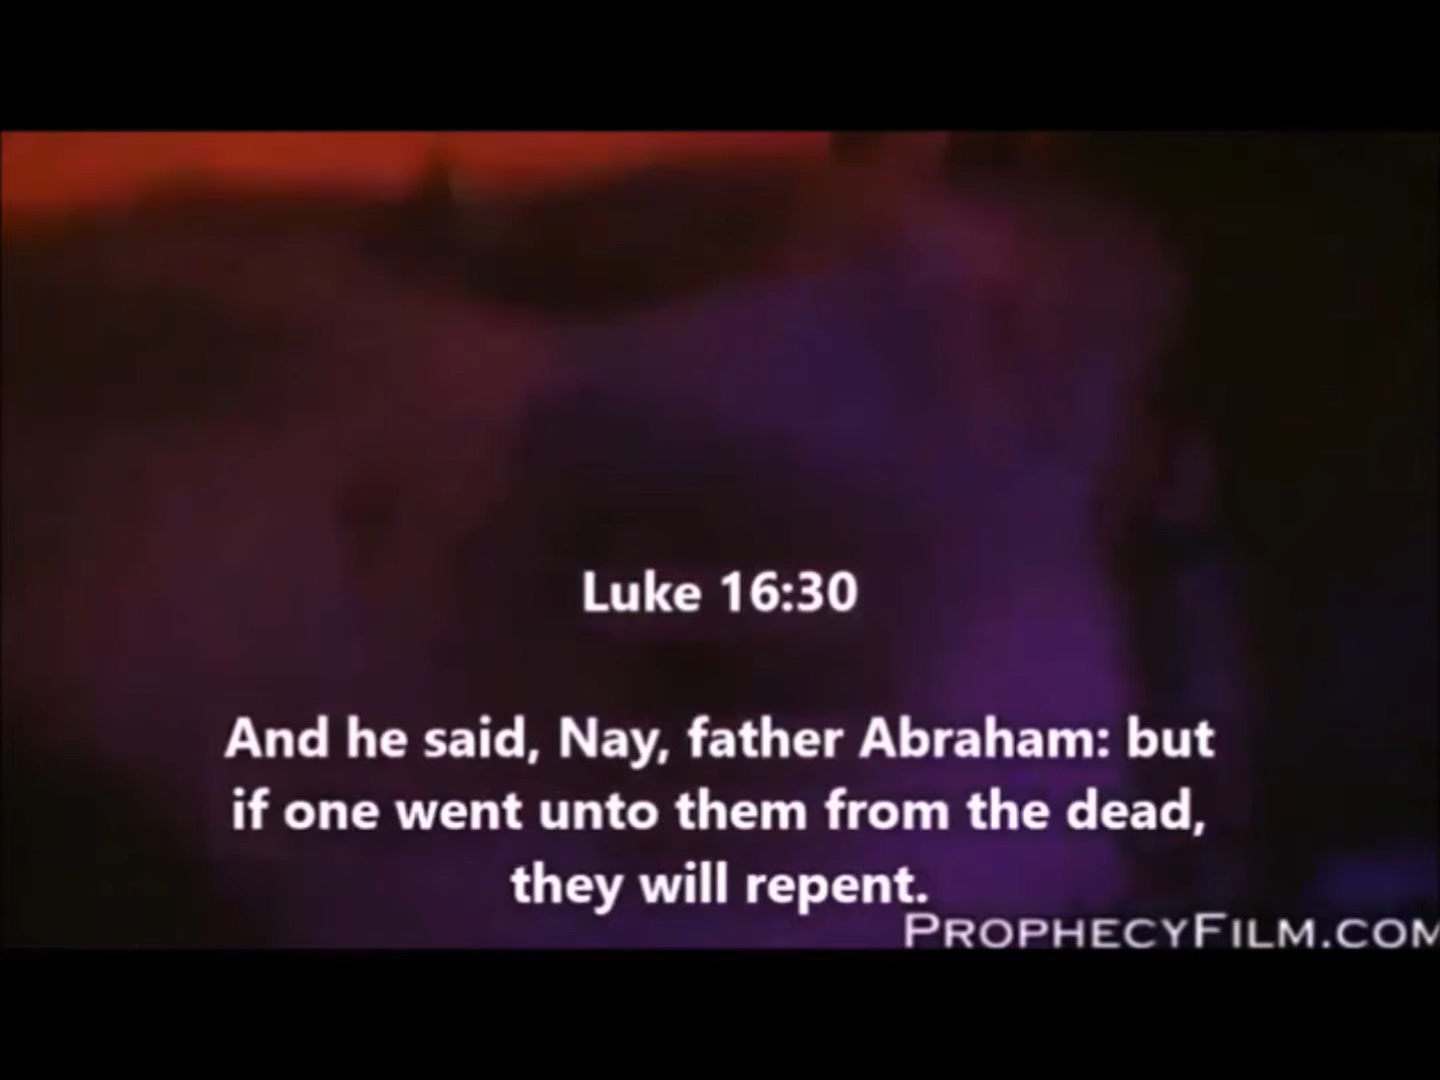 Luke 16:30
And he said, Nay, father Abraham: but
if one went unto them from the dead,
they will repent.
PROPHECYFILM.COM